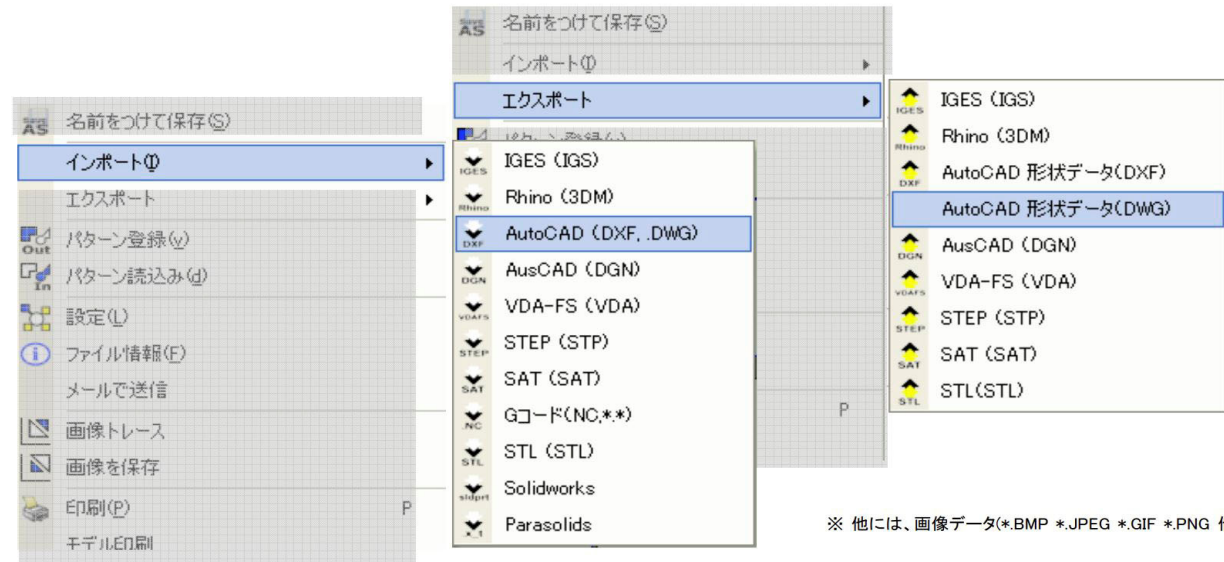 名前をつけて保存(S)
インポート(I)
エクスポート
パターン登録(v)
パターン読込み(d)
設定(L)
ファイル情報(F)
メールで送信
画像トレース
画像を保存
印刷(P) P
モデル印刷
IGES (IGS)
Rhino (3DM)
AutoCAD (DXF, .DWG)
AusCAD (DGN)
VDA-FS (VDA)
STEP (STP)
SAT (SAT)
Gコード(NC,*.*)
STL (STL)
Solidworks
Parasolids
名前をつけて保存(S)
インポート(I)
エクスポート
P
IGES (IGS)
Rhino (3DM)
AutoCAD 形状データ(DXF)
AutoCAD 形状データ(DWG)
AusCAD (DGN)
VDA-FS (VDA)
STEP (STP)
SAT (SAT)
STL(STL)
※ 他には、画像データ(*.BMP *.JPEG *.GIF *.PNG